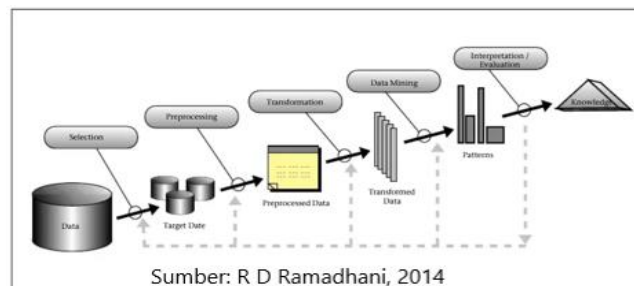 Interpretation /
Evaluation
Data Mining
Knowledge
Transformation
Preprocessing
Selection
Patterns
Transformed
Data
Preprocessed Data
Target Date
Data
Sumber: R D Ramadhani, 2014